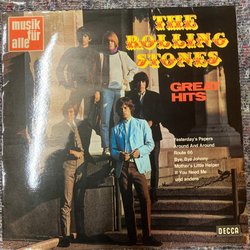 musik
für
alle
THE
ROLLING
STONES
GREAT
HITS
Yesterday's Papers
Around And Around
Route 66
Bye, Bye Johnny
Mother's Little Helper
If You Need Me
und andere
DECCA